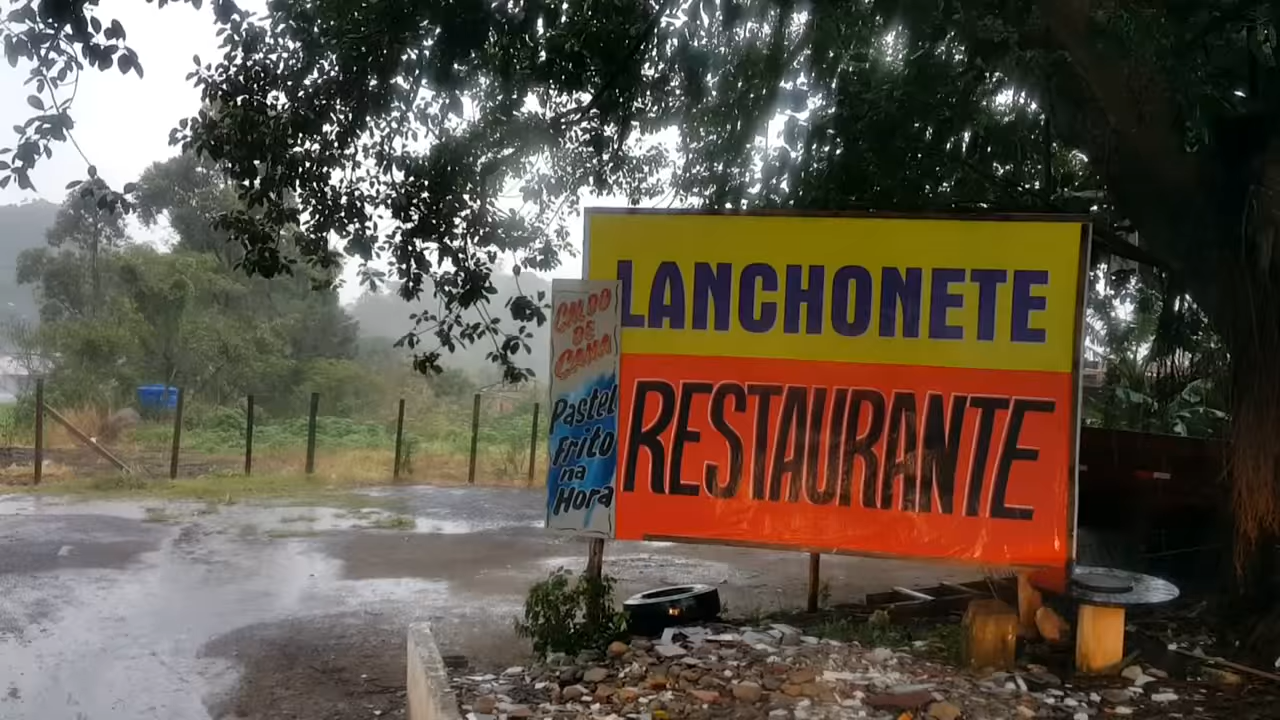 CALDO
DE
CANA
Pastel
Frito
na
Hora
LANCHONETE
RESTAURANTE